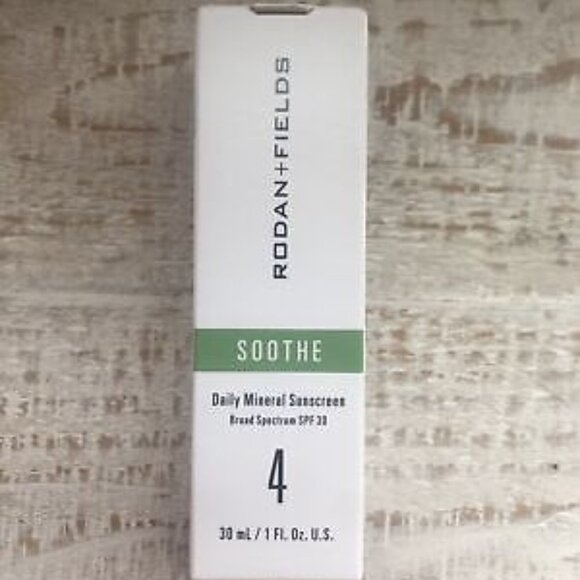 RODAN+FIELDS
SOOTHE
Daily Mineral Sunscreen
Broad Spectrum SPF 30
4
30 mL / 1 Fl. Oz. U.S.